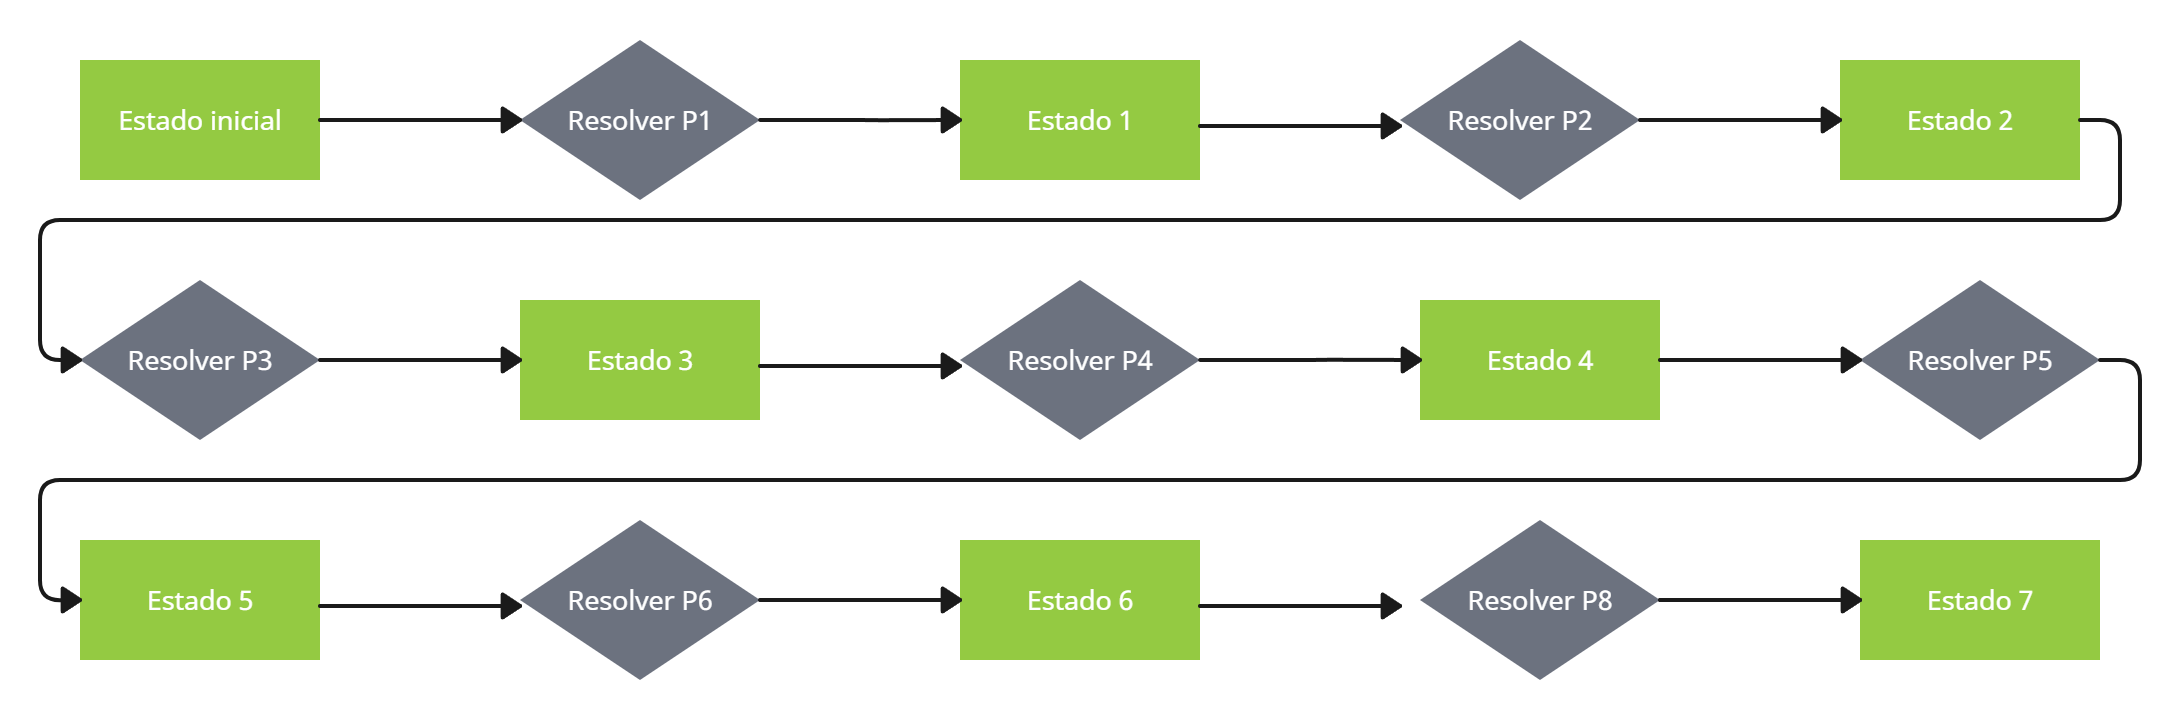 Estado inicial
Resolver P1
Estado 1
Resolver P2
Estado 2
Resolver P3
Estado 3
Resolver P4
Estado 4
Resolver P5
Estado 5
Resolver P6
Estado 6
Resolver P8
Estado 7